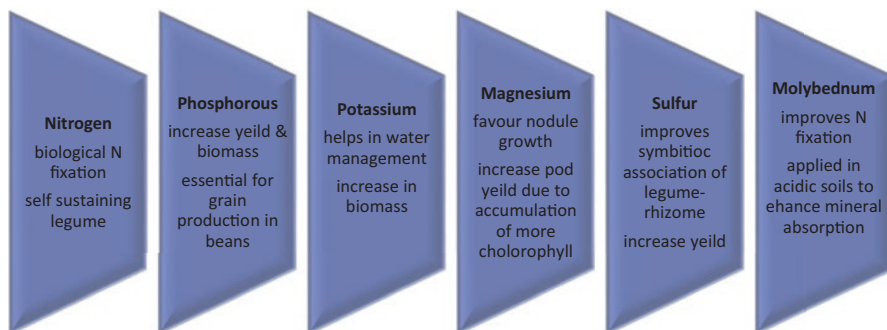 Nitrogen
biological N
fixation
self sustaining
legume
Phosphorous
increase yeild &
biomass
essential for
grain
production in
beans
Potassium
helps in water
management
increase in
biomass
Magnesium
favour nodule
growth
increase pod
yeild due to
accumulation
of more
cholorophyll
Sulfur
improves
symbitioc
association of
legume-
rhizome
increase yeild
Molybednum
improves N
fixation
applied in
acidic soils to
ehance mineral
absorption